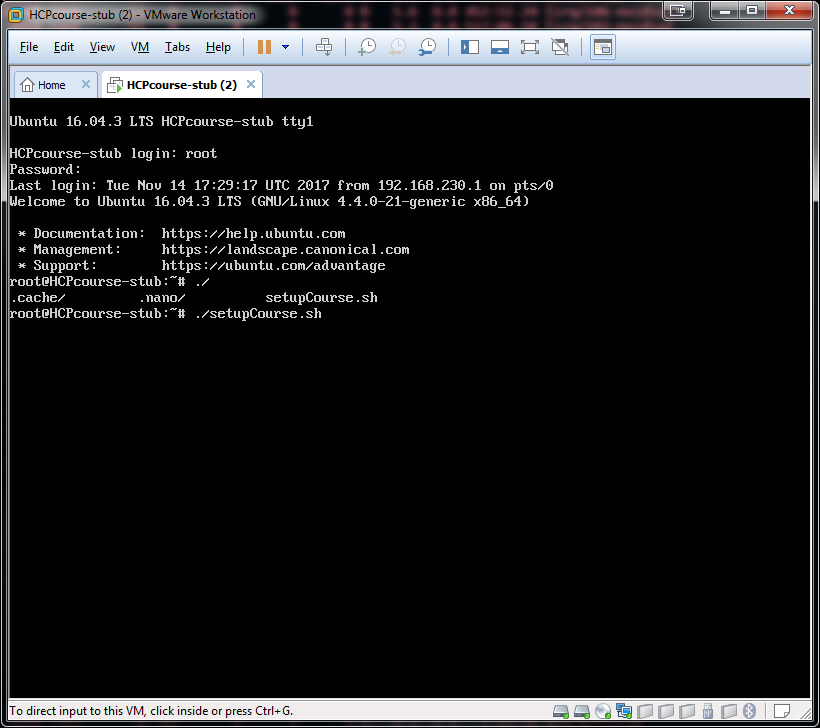 HCPcourse-stub (2) - VMware Workstation
File Edit View VM Tabs Help
Home HCPcourse-stub (2)
Ubuntu 16.04.3 LTS HCPcourse-stub tty1
HCPcourse-stub login: root
Password:
Last login: Tue Nov 14 17:29:17 UTC 2017 from 192.168.230.1 on pts/0
Welcome to Ubuntu 16.04.3 LTS (GNU/Linux 4.4.0-21-generic x86_64)
* Documentation: https://help.ubuntu.com
* Management: https://landscape.canonical.com
* Support: https://ubuntu.com/advantage
root@HCPcourse-stub:~# ./
.cache/ .nano/ setupCourse.sh
root@HCPcourse-stub:~# ./setupCourse.sh
To direct input to this VM, click inside or press Ctrl+G.